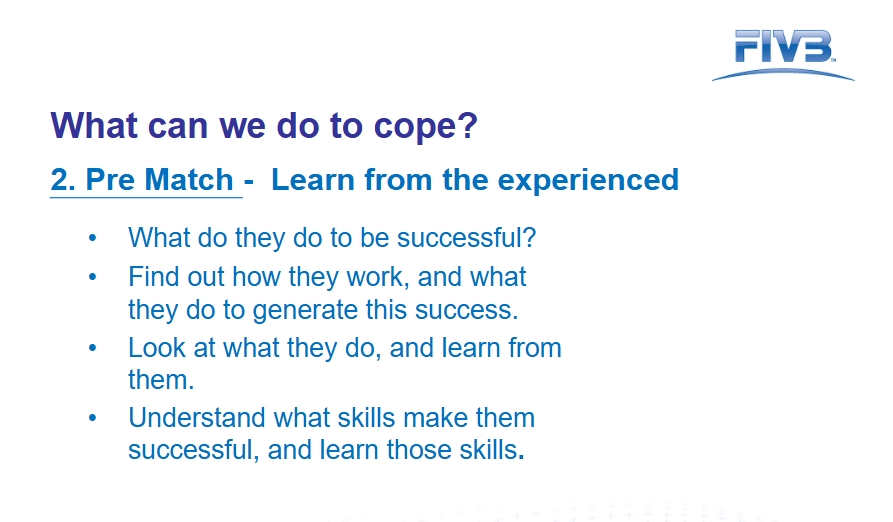 FIVB™
What can we do to cope?
2. Pre Match - Learn from the experienced
• What do they do to be successful?
• Find out how they work, and what
they do to generate this success.
• Look at what they do, and learn from
them.
• Understand what skills make them
successful, and learn those skills.